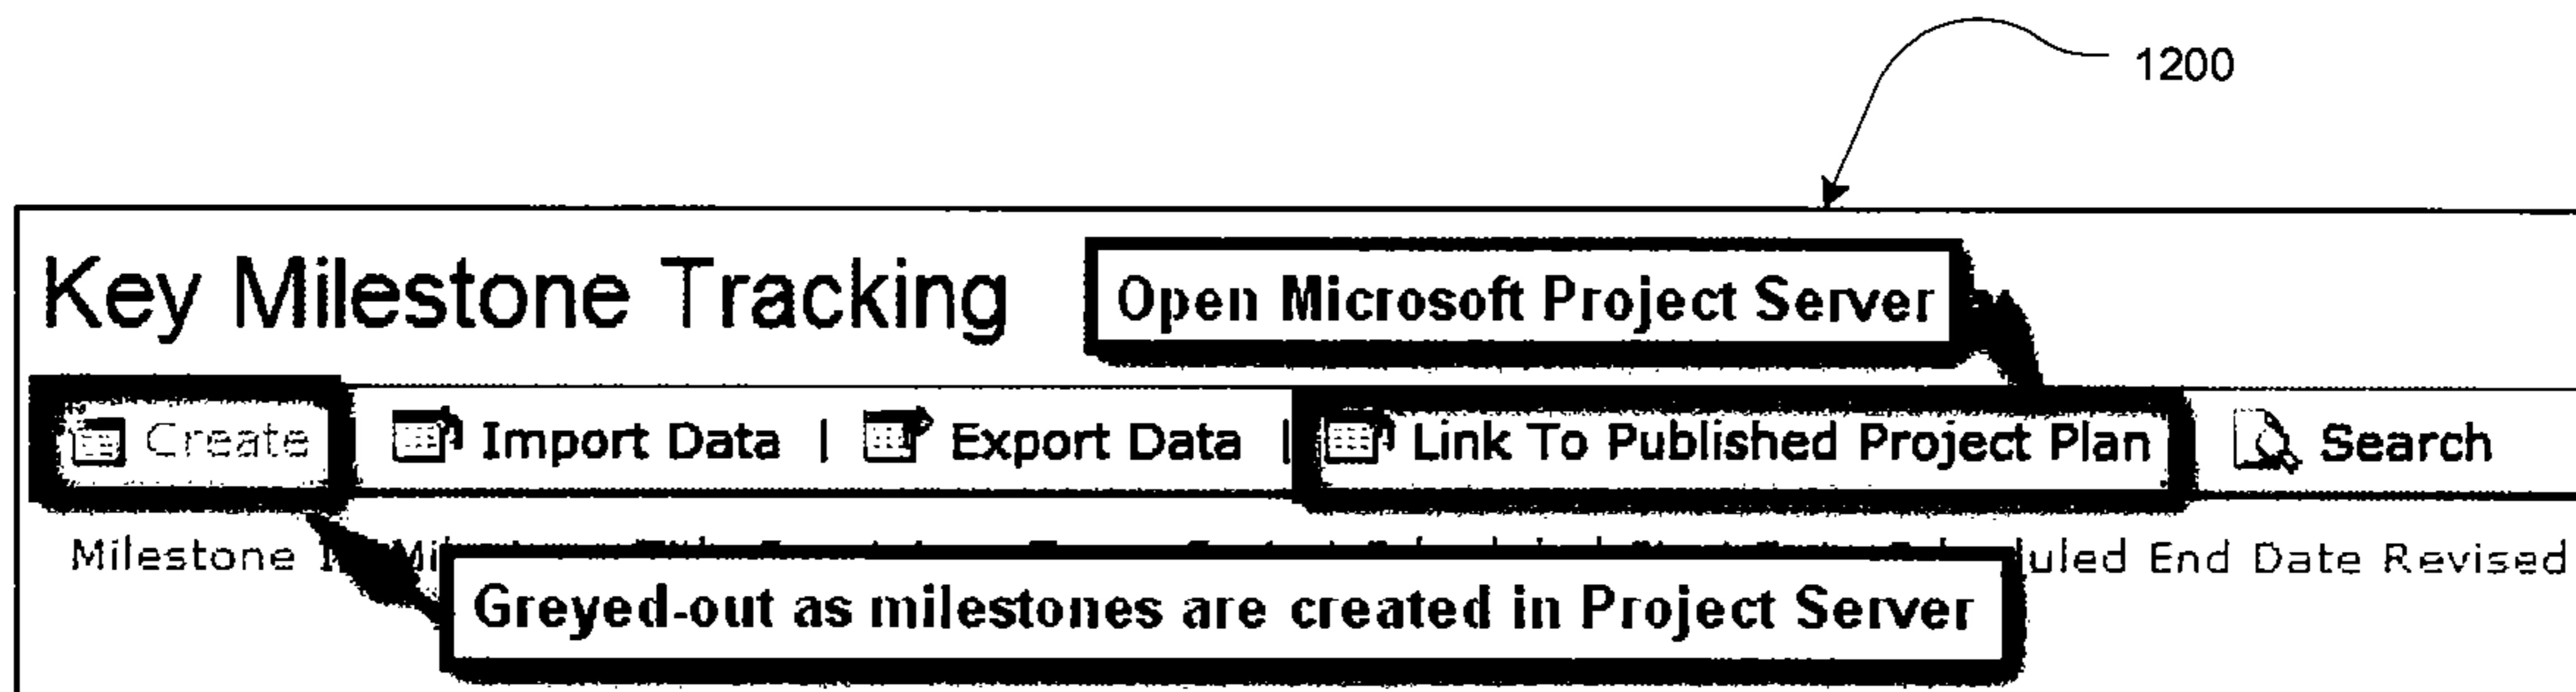 1200
Key Milestone Tracking
Open Microsoft Project Server
Create Import Data | Export Data | Link To Published Project Plan Search
Milestone uled End Date Revised
Greyed-out as milestones are created in Project Server